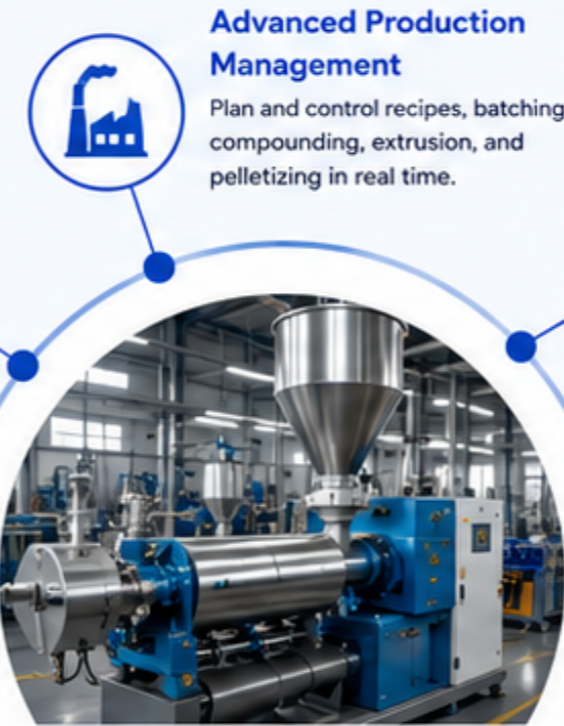 Advanced Production
Management
Plan and control recipes, batching
compounding, extrusion, and
pelletizing in real time.